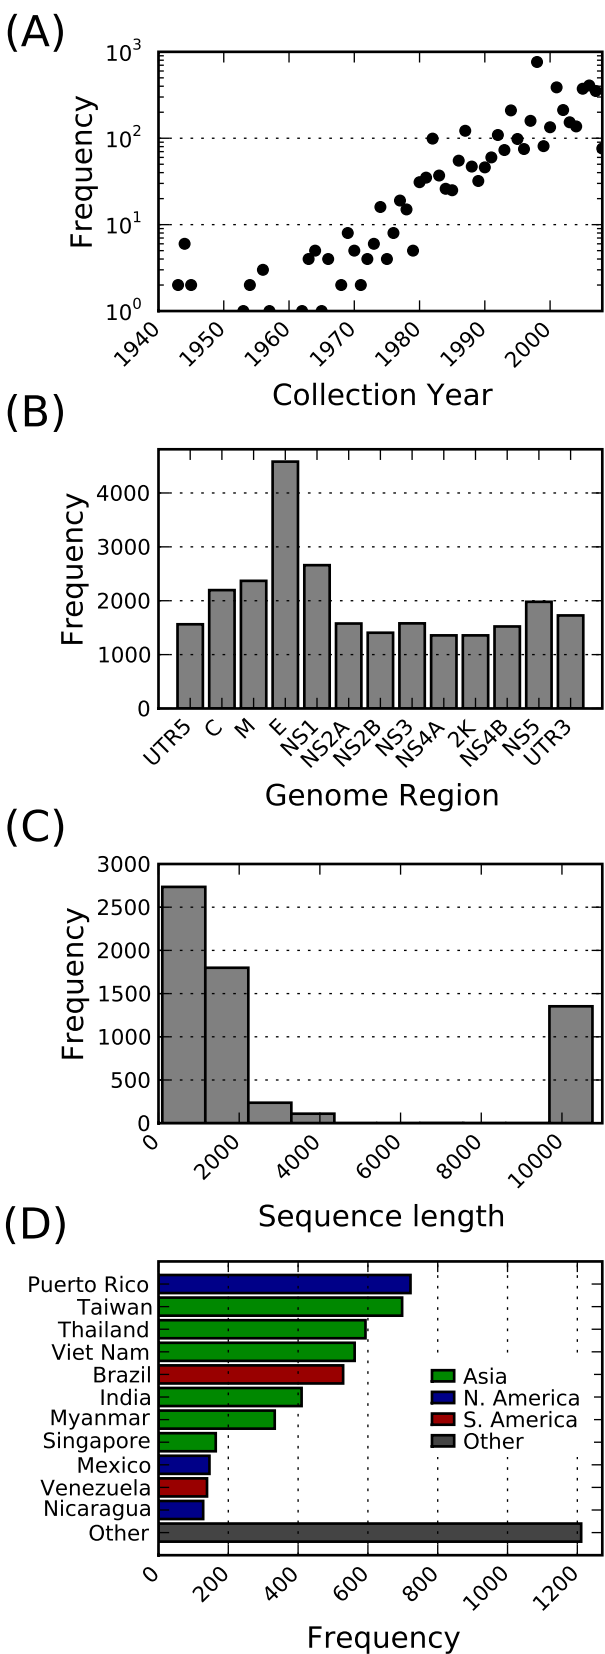 (A)
Frequency
10³
10²
10¹
10⁰
1940 1950 1960 1970 1980 1990 2000
Collection Year
(B)
Frequency
4000
3000
2000
1000
0
UTR5 C M E NS1 NS2A NS2B NS3 NS4A 2K NS4B NS5 UTR3
Genome Region
(C)
Frequency
3000
2500
2000
1500
1000
500
0
0 2000 4000 6000 8000 10000
Sequence length
(D)
Puerto Rico
Taiwan
Thailand
Viet Nam
Brazil
India
Myanmar
Singapore
Mexico
Venezuela
Nicaragua
Other
Asia
N. America
S. America
Other
0 200 400 600 800 1000 1200
Frequency